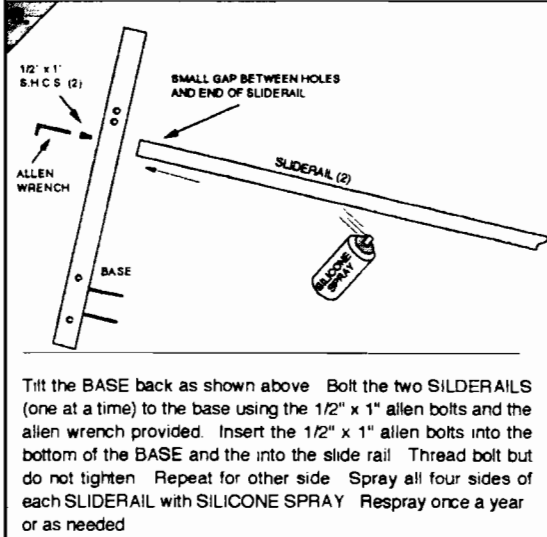 1/2" x 1"
S.H.C S (2)
SMALL GAP BETWEEN HOLES
AND END OF SLIDERAIL
ALLEN
WRENCH
SLIDERAIL (2)
BASE
SILICONE
SPRAY
Tilt the BASE back as shown above Bolt the two SILDERAILS
(one at a time) to the base using the 1/2" x 1" allen bolts and the
allen wrench provided. Insert the 1/2" x 1" allen bolts into the
bottom of the BASE and the into the slide rail Thread bolt but
do not tighten Repeat for other side Spray all four sides of
each SLIDERAIL with SILICONE SPRAY Respray once a year
or as needed